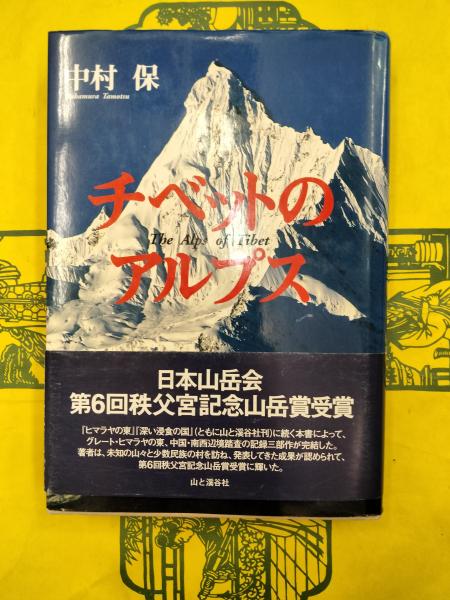 中村 保
Nakamura Tamotsu
チベットの
The Alps of Tibet
アルプス
日本山岳会
第6回秩父宮記念山岳賞受賞
『ヒマラヤの東』『深い浸食の国』(ともに山と溪谷社刊)に続く本書によって、
グレート・ヒマラヤの東、中国・南西辺境踏査の記録三部作が完結した。
著者は、未知の山々と少数民族の村を訪ね、発表してきた成果が認められて、
第6回秩父宮記念山岳賞受賞に輝いた。
山と溪谷社